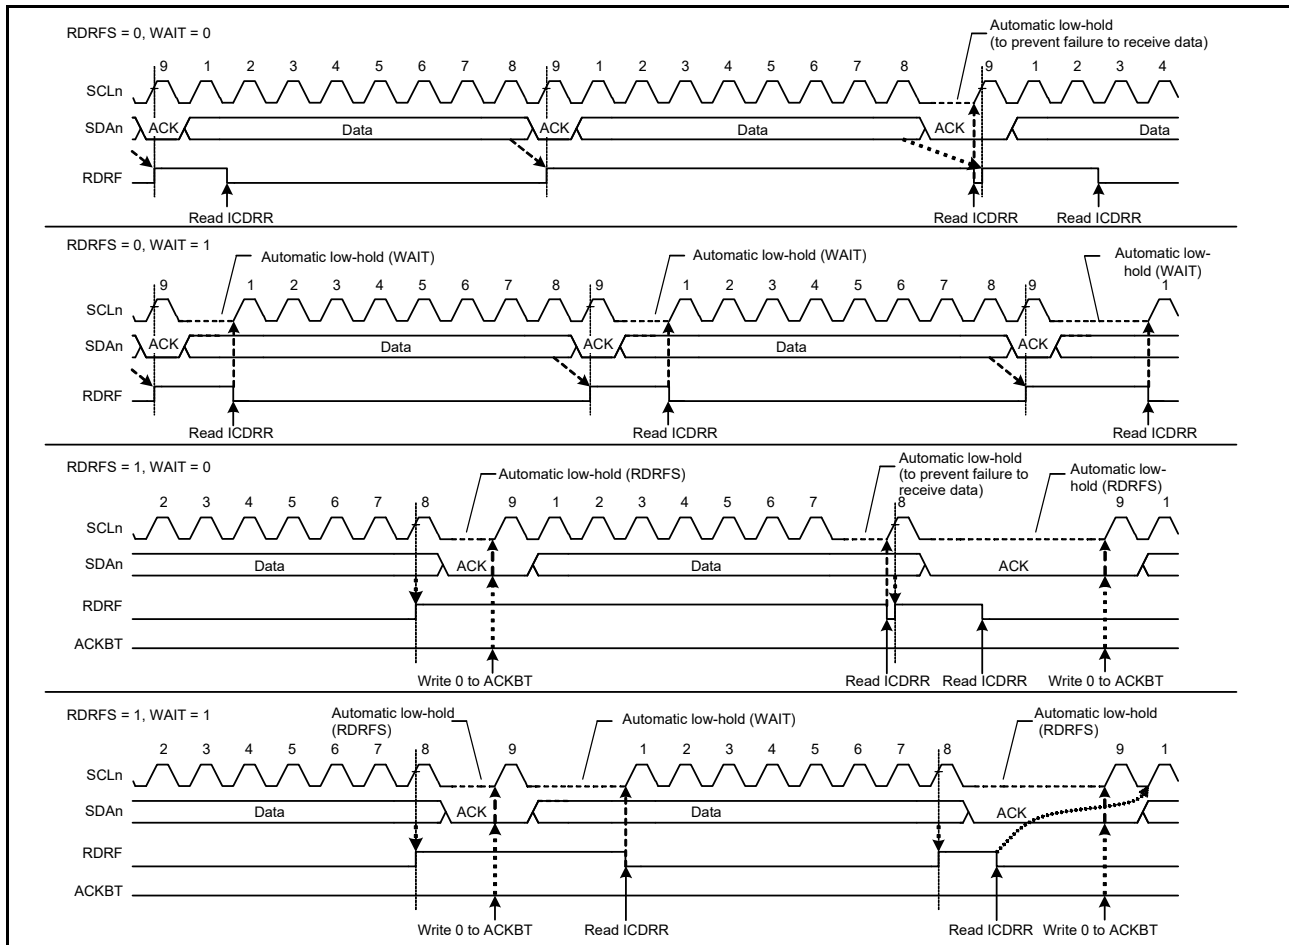 RDRFS = 0, WAIT = 0
Automatic low-hold
(to prevent failure to receive data)
9 1 2 3 4 5 6 7 8 9 1 2 3 4 5 6 7 8 9 1 2 3 4
SCLn
SDAn ACK Data ACK Data ACK Data
RDRF
Read ICDRR Read ICDRR Read ICDRR
RDRFS = 0, WAIT = 1
Automatic low-hold (WAIT) Automatic low-hold (WAIT) Automatic low-
hold (WAIT)
9 1 2 3 4 5 6 7 8 9 1 2 3 4 5 6 7 8 9 1
SCLn
SDAn ACK Data ACK Data ACK
RDRF
Read ICDRR Read ICDRR Read ICDRR
RDRFS = 1, WAIT = 0
Automatic low-hold (RDRFS) Automatic low-hold
(to prevent failure to
receive data)
Automatic low-
hold (RDRFS)
2 3 4 5 6 7 8 9 1 2 3 4 5 6 7 8 9 1
SCLn
SDAn Data ACK Data ACK
RDRF
ACKBT
Write 0 to ACKBT Read ICDRR Read ICDRR Write 0 to ACKBT
RDRFS = 1, WAIT = 1
Automatic low-hold
(RDRFS)
Automatic low-hold (WAIT)
Automatic low-hold
(RDRFS)
2 3 4 5 6 7 8 9 1 2 3 4 5 6 7 8 9 1
SCLn
SDAn Data ACK Data ACK
RDRF
ACKBT
Write 0 to ACKBT Read ICDRR Read ICDRR Write 0 to ACKBT